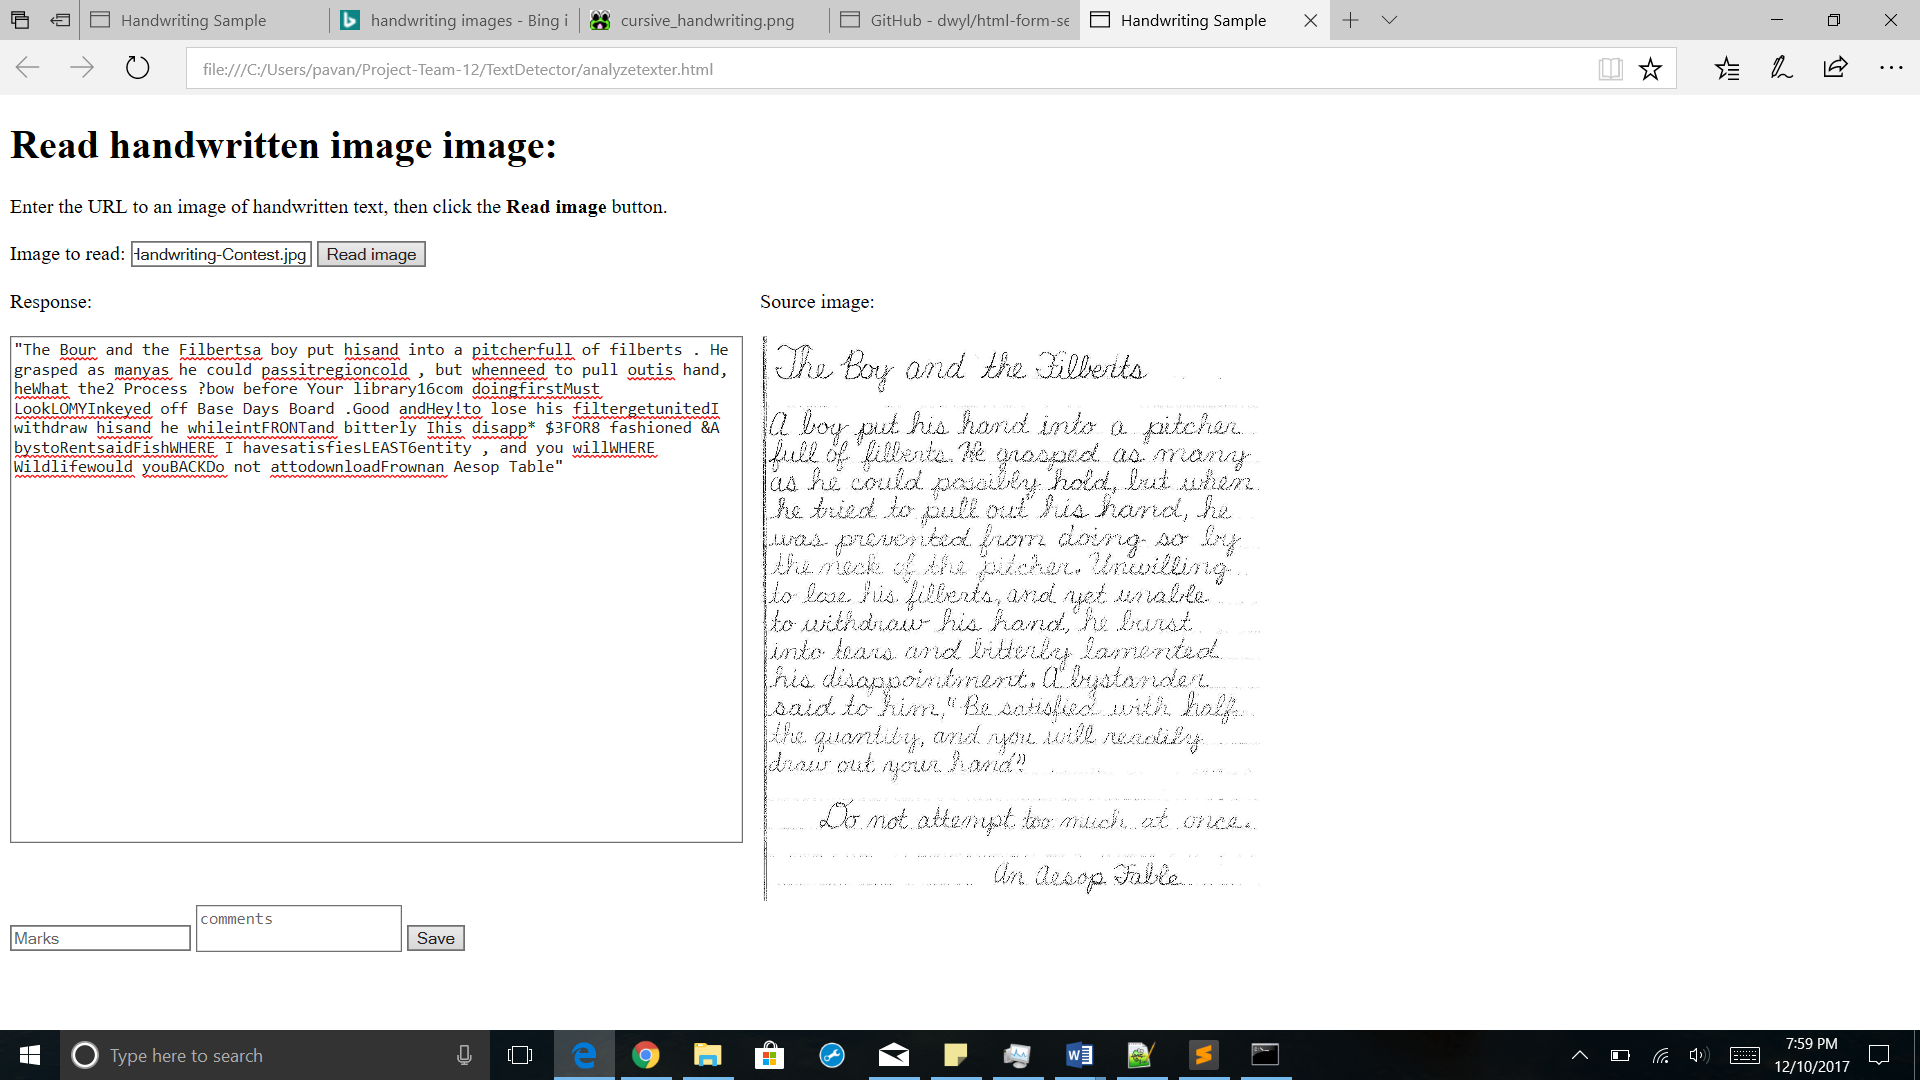 Handwriting Sample
handwriting images - Bing i
cursive_handwriting.png
GitHub - dwyl/html-form-se
Handwriting Sample
file:///C:/Users/pavan/Project-Team-12/TextDetector/analyzetexter.html
Read handwritten image image:
Enter the URL to an image of handwritten text, then click the Read image button.
Image to read: Handwriting-Contest.jpg Read image
Response:
"The Bour and the Filbertsa boy put hisand into a pitcherfull of filberts . He
grasped as manyas he could passitregioncold , but whenneed to pull outis hand,
heWhat the2 Process ?bow before Your library16com doingfirstMust
LookLOMYInkeyed off Base Days Board .Good andHey!to lose his filtergetunitedI
withdraw hisand he whileintFRONTand bitterly Ihis disapp* $3FOR8 fashioned &A
bystoRentsaidFishWHERE I havesatisfiesLEAST6entity , and you willWHERE
Wildlifewould youBACKDo not attodownloadFrownan Aesop Table"
Source image:
The Boy and the Filberts
A boy put his hand into a pitcher
full of filberts. He grasped as many
as he could possibly hold, but when
he tried to pull out his hand, he
was prevented from doing so by
the neck of the pitcher. Unwilling
to lose his filberts, and yet unable
to withdraw his hand, he burst
into tears and bitterly lamented
his disappointment. A bystander
said to him, "Be satisfied with half
the quantity, and you will readily
draw out your hand."
Do not attempt too much at once.
An Aesop Fable
Marks
comments
Save
Type here to search
7:59 PM
12/10/2017